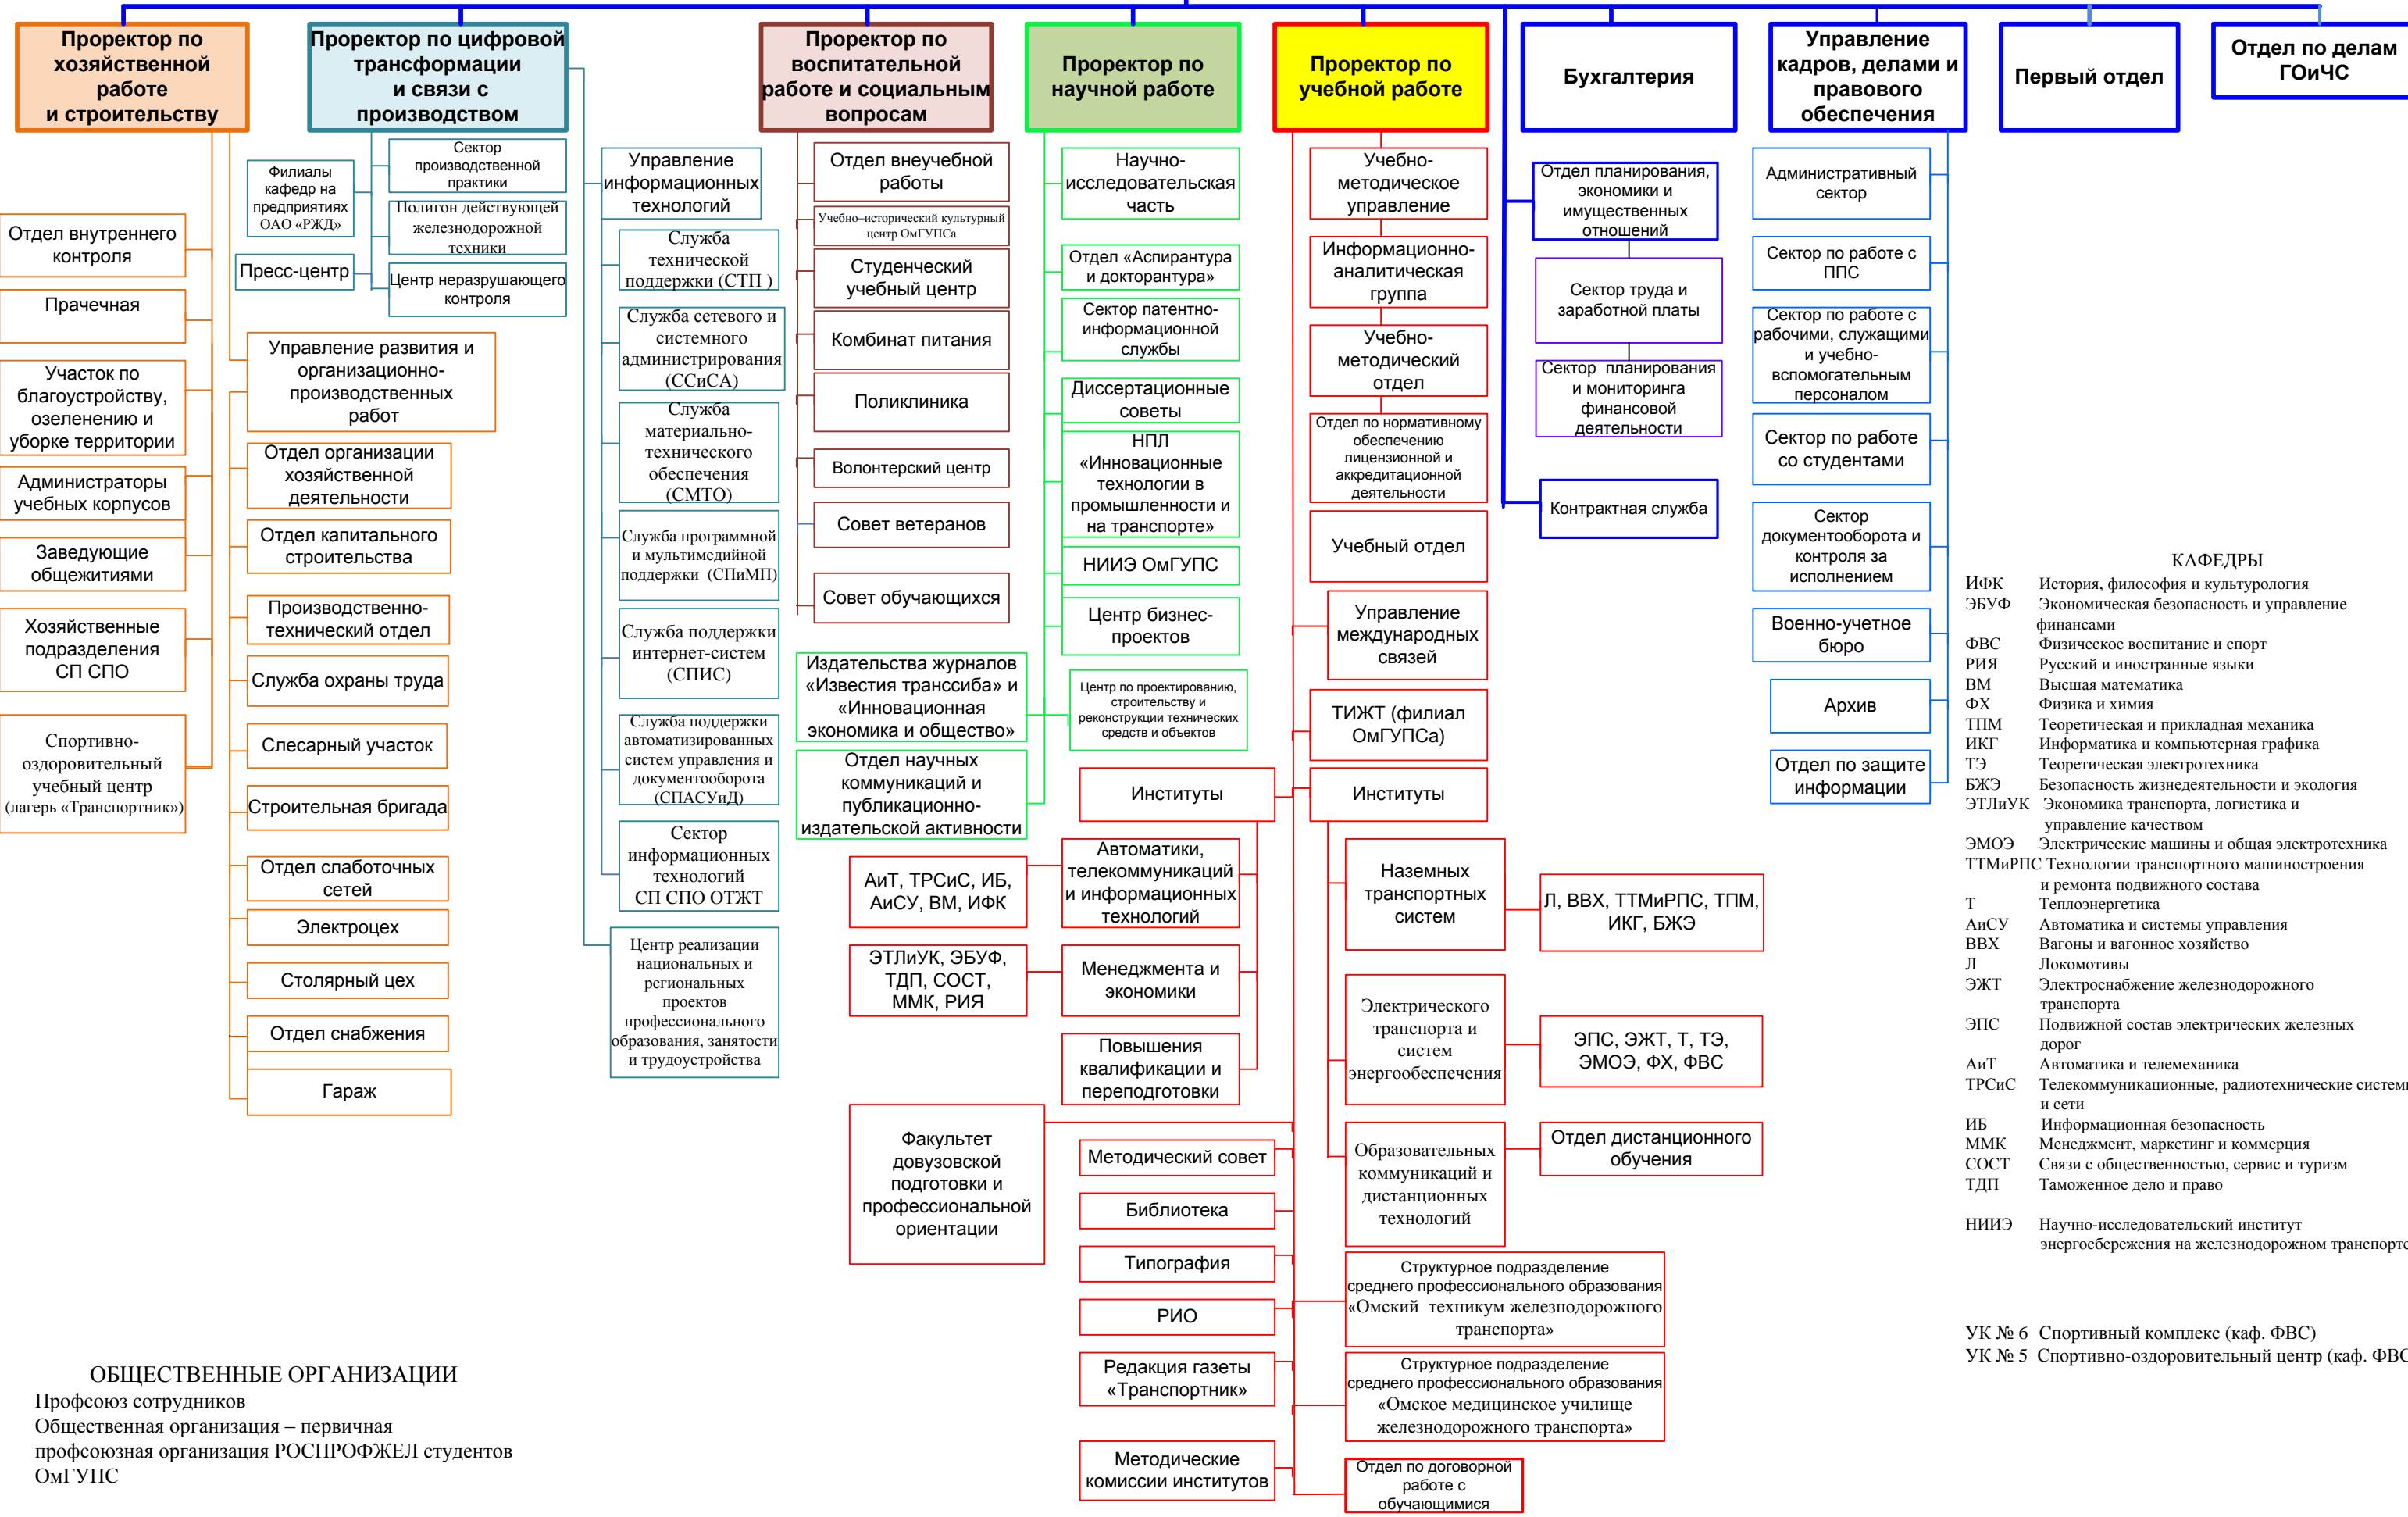 Проректор по
хозяйственной
работе
и строительству
Проректор по цифровой
трансформации
и связи с
производством
Проректор по
воспитательной
работе и социальным
вопросам
Проректор по
научной работе
Проректор по
учебной работе
Бухгалтерия
Управление
кадров, делами и
правового
обеспечения
Первый отдел
Отдел по делам
ГОиЧС
Отдел внутреннего
контроля
Прачечная
Участок по
благоустройству,
озеленению и
уборке территории
Администраторы
учебных корпусов
Заведующие
общежитиями
Хозяйственные
подразделения
СП СПО
Спортивно-
оздоровительный
учебный центр
(лагерь «Транспортник»)
Управление развития и
организационно-
производственных
работ
Отдел организации
хозяйственной
деятельности
Отдел капитального
строительства
Производственно-
технический отдел
Служба охраны труда
Слесарный участок
Строительная бригада
Отдел слаботочных
сетей
Электроцех
Столярный цех
Отдел снабжения
Гараж
Филиалы
кафедр на
предприятиях
ОАО «РЖД»
Пресс-центр
Сектор
производственной
практики
Полигон действующей
железнодорожной
техники
Центр неразрушающего
контроля
Управление
информационных
технологий
Служба
технической
поддержки (СТП )
Служба сетевого и
системного
администрирования
(ССиСА)
Служба
материально-
технического
обеспечения
(СМТО)
Служба программной
и мультимедийной
поддержки (СПиМП)
Служба поддержки
интернет-систем
(СПИС)
Служба поддержки
автоматизированных
систем управления и
документооборота
(СПАСУиД)
Сектор
информационных
технологий
СП СПО ОТЖТ
Центр реализации
национальных и
региональных
проектов
профессионального
образования, занятости
и трудоустройства
Отдел внеучебной
работы
Учебно–исторический культурный
центр ОмГУПСа
Студенческий
учебный центр
Комбинат питания
Поликлиника
Волонтерский центр
Совет ветеранов
Совет обучающихся
Научно-
исследовательская
часть
Отдел «Аспирантура
и докторантура»
Сектор патентно-
информационной
службы
Диссертационные
советы
НПЛ
«Инновационные
технологии в
промышленности и
на транспорте»
НИИЭ ОмГУПС
Центр бизнес-
проектов
Издательства журналов
«Известия транссиба» и
«Инновационная
экономика и общество»
Центр по проектированию,
строительству и
реконструкции технических
средств и объектов
Отдел научных
коммуникаций и
публикационно-
издательской активности
Учебно-
методическое
управление
Информационно-
аналитическая
группа
Учебно-
методический
отдел
Отдел по нормативному
обеспечению
лицензионной и
аккредитационной
деятельности
Учебный отдел
Управление
международных
связей
ТИЖТ (филиал
ОмГУПСа)
Институты
Институты
Автоматики,
телекоммуникаций
и информационных
технологий
АиТ, ТРСиС, ИБ,
АиСУ, ВМ, ИФК
Менеджмента и
экономики
ЭТЛиУК, ЭБУФ,
ТДП, СОСТ,
ММК, РИЯ
Повышения
квалификации и
переподготовки
Наземных
транспортных
систем
Л, ВВХ, ТТМиРПС, ТПМ,
ИКГ, БЖЭ
Электрического
транспорта и
систем
энергообеспечения
ЭПС, ЭЖТ, Т, ТЭ,
ЭМОЭ, ФХ, ФВС
Образовательных
коммуникаций и
дистанционных
технологий
Отдел дистанционного
обучения
Факультет
довузовской
подготовки и
профессиональной
ориентации
Методический совет
Библиотека
Типография
РИО
Редакция газеты
«Транспортник»
Методические
комиссии институтов
Структурное подразделение
среднего профессионального образования
«Омский техникум железнодорожного
транспорта»
Структурное подразделение
среднего профессионального образования
«Омское медицинское училище
железнодорожного транспорта»
Отдел по договорной
работе с
обучающимися
Отдел планирования,
экономики и
имущественных
отношений
Сектор труда и
заработной платы
Сектор планирования
и мониторинга
финансовой
деятельности
Контрактная служба
Административный
сектор
Сектор по работе с
ППС
Сектор по работе с
рабочими, служащими
и учебно-
вспомогательным
персоналом
Сектор по работе
со студентами
Сектор
документооборота и
контроля за
исполнением
Военно-учетное
бюро
Архив
Отдел по защите
информации
КАФЕДРЫ
ИФК История, философия и культурология
ЭБУФ Экономическая безопасность и управление
финансами
ФВС Физическое воспитание и спорт
РИЯ Русский и иностранные языки
ВМ Высшая математика
ФХ Физика и химия
ТПМ Теоретическая и прикладная механика
ИКГ Информатика и компьютерная графика
ТЭ Теоретическая электротехника
БЖЭ Безопасность жизнедеятельности и экология
ЭТЛиУК Экономика транспорта, логистика и
управление качеством
ЭМОЭ Электрические машины и общая электротехника
ТТМиРПС Технологии транспортного машиностроения
и ремонта подвижного состава
Т Теплоэнергетика
АиСУ Автоматика и системы управления
ВВХ Вагоны и вагонное хозяйство
Л Локомотивы
ЭЖТ Электроснабжение железнодорожного
транспорта
ЭПС Подвижной состав электрических железных
дорог
АиТ Автоматика и телемеханика
ТРСиС Телекоммуникационные, радиотехнические систем
и сети
ИБ Информационная безопасность
ММК Менеджмент, маркетинг и коммерция
СОСТ Связи с общественностью, сервис и туризм
ТДП Таможенное дело и право
НИИЭ Научно-исследовательский институт
энергосбережения на железнодорожном транспорте
УК № 6 Спортивный комплекс (каф. ФВС)
УК № 5 Спортивно-оздоровительный центр (каф. ФВС
ОБЩЕСТВЕННЫЕ ОРГАНИЗАЦИИ
Профсоюз сотрудников
Общественная организация – первичная
профсоюзная организация РОСПРОФЖЕЛ студентов
ОмГУПС